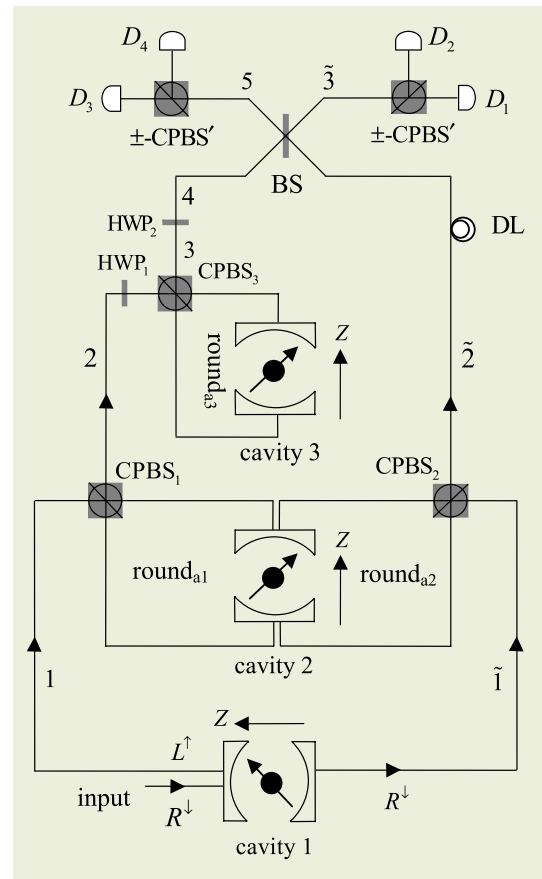 D₄ D₂
D₃ 5 3̃ D₁
±-CPBS′ ±-CPBS′
BS
4
HWP₂ DL
3
HWP₁ CPBS₃
round_a3 Z
2 2̃
cavity 3
CPBS₁ CPBS₂
Z
round_a1 round_a2
cavity 2
1 1̃
Z
L↑
input
R↓ R↓
cavity 1